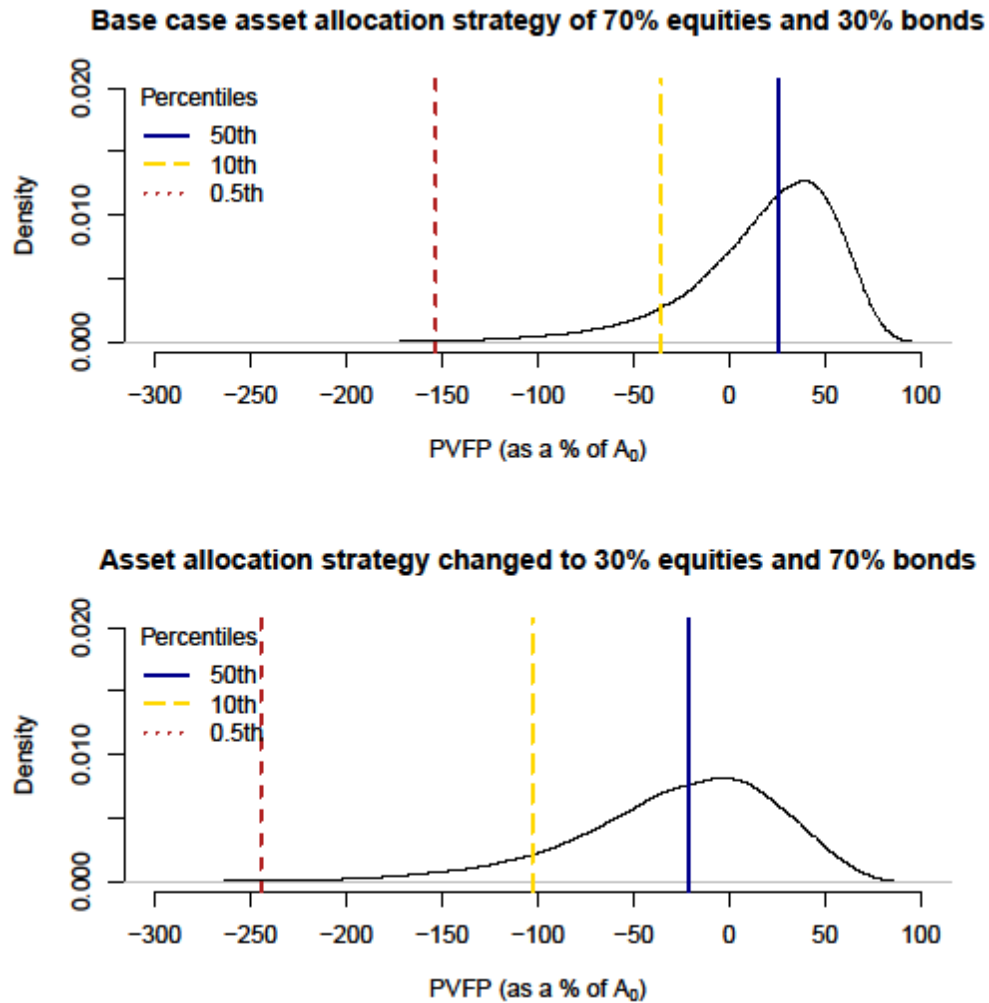 Base case asset allocation strategy of 70% equities and 30% bonds
0.020
0.010
0.000
Density
Percentiles
50th
10th
0.5th
−300 −250 −200 −150 −100 −50 0 50 100
PVFP (as a % of A₀)
Asset allocation strategy changed to 30% equities and 70% bonds
0.020
0.010
0.000
Density
Percentiles
50th
10th
0.5th
−300 −250 −200 −150 −100 −50 0 50 100
PVFP (as a % of A₀)